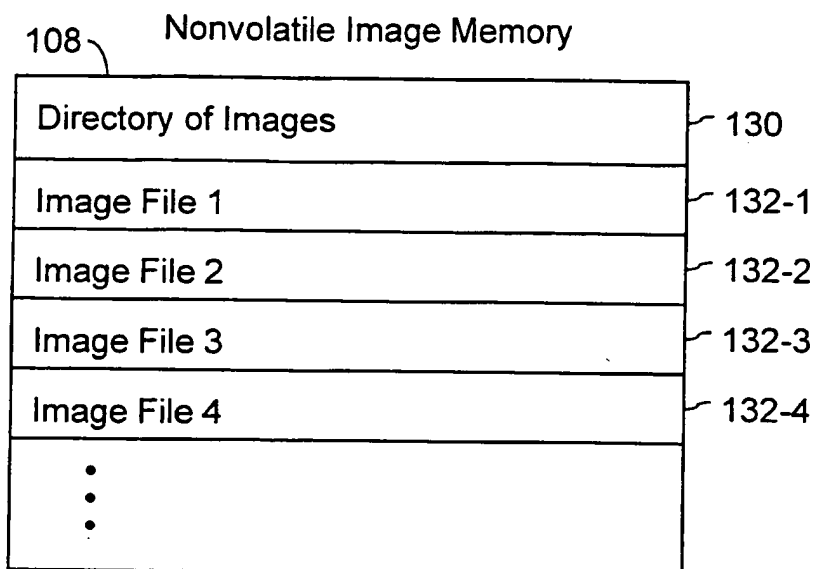 Nonvolatile Image Memory
108
Directory of Images 130
Image File 1 132-1
Image File 2 132-2
Image File 3 132-3
Image File 4 132-4